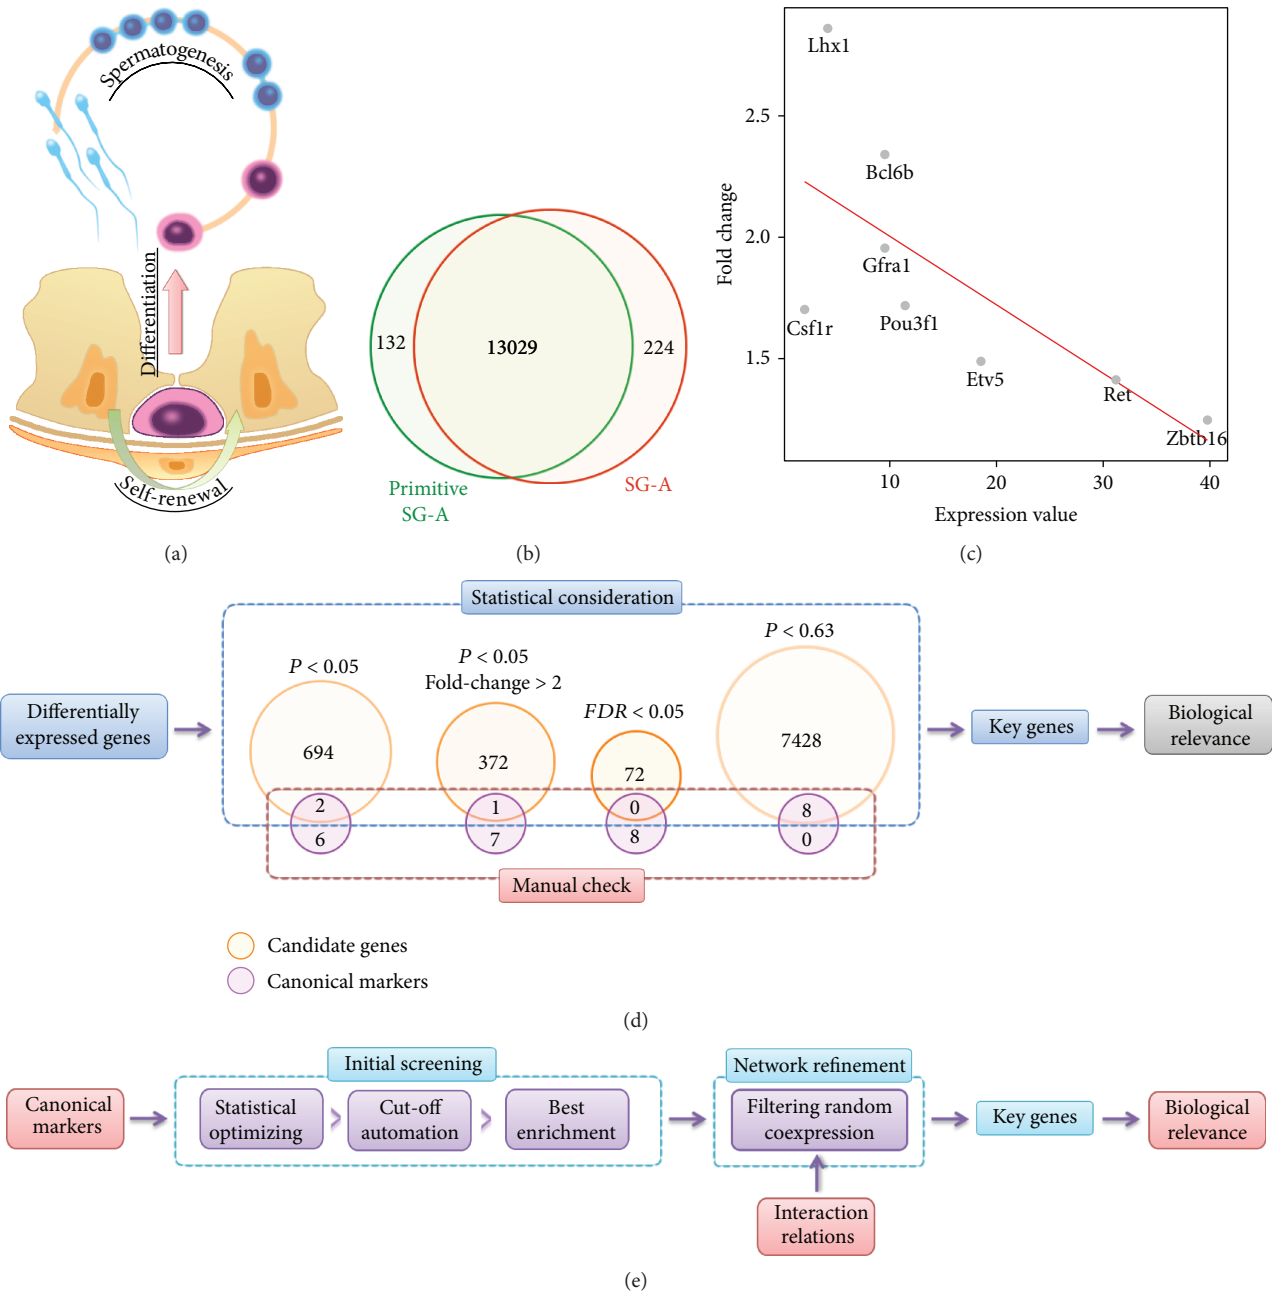 Spermatogenesis
Differentiation
Self-renewal
(a)
132
13029
224
Primitive
SG-A
SG-A
(b)
Fold change
2.5
2.0
1.5
Lhx1
Bcl6b
Gfra1
Csf1r
Pou3f1
Etv5
Ret
Zbtb16
10
20
30
40
Expression value
(c)
Statistical consideration
P < 0.05
P < 0.05
Fold-change > 2
FDR < 0.05
P < 0.63
Differentially
expressed genes
694
372
72
7428
2
1
0
8
6
7
8
0
Key genes
Biological
relevance
Manual check
Candidate genes
Canonical markers
(d)
Initial screening
Network refinement
Canonical
markers
Statistical
optimizing
Cut-off
automation
Best
enrichment
Filtering random
coexpression
Key genes
Biological
relevance
Interaction
relations
(e)